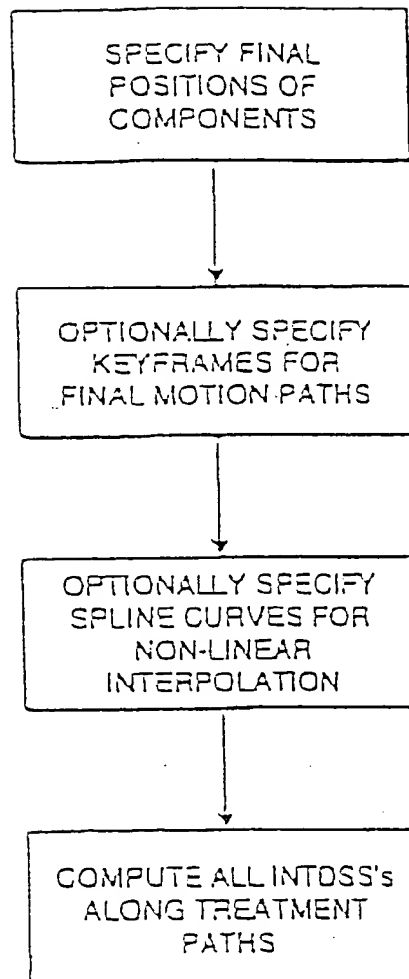 SPECIFY FINAL
POSITIONS OF
COMPONENTS
OPTIONALLY SPECIFY
KEYFRAMES FOR
FINAL MOTION PATHS
OPTIONALLY SPECIFY
SPLINE CURVES FOR
NON-LINEAR
INTERPOLATION
COMPUTE ALL INTDSS's
ALONG TREATMENT
PATHS